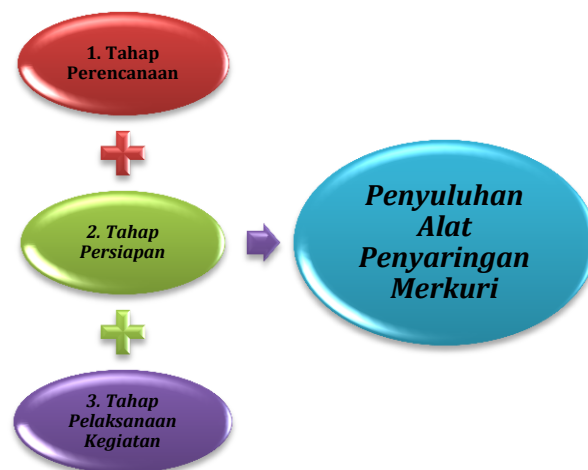 1. Tahap
Perencanaan
2. Tahap
Persiapan
3. Tahap
Pelaksanaan
Kegiatan
Penyuluhan
Alat
Penyaringan
Merkuri